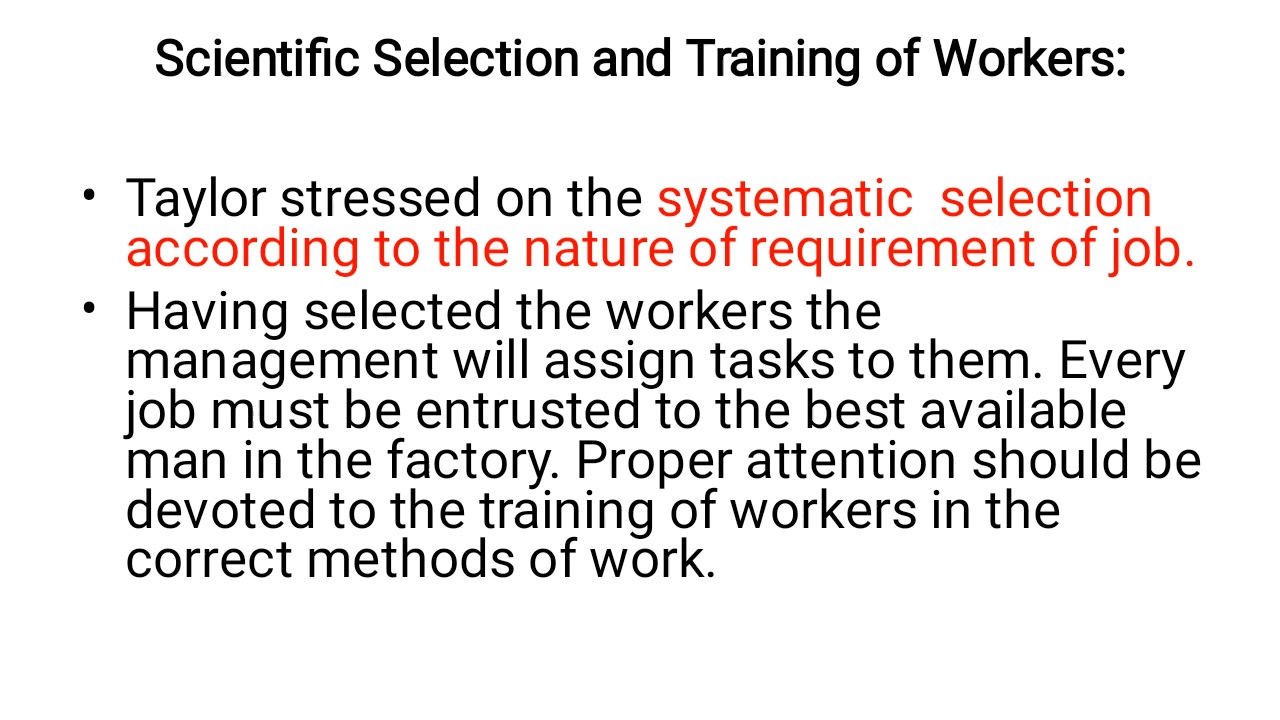 Scientific Selection and Training of Workers:
• Taylor stressed on the systematic  selection
according to the nature of requirement of job.
• Having selected the workers the
management will assign tasks to them. Every
job must be entrusted to the best available
man in the factory. Proper attention should be
devoted to the training of workers in the
correct methods of work.